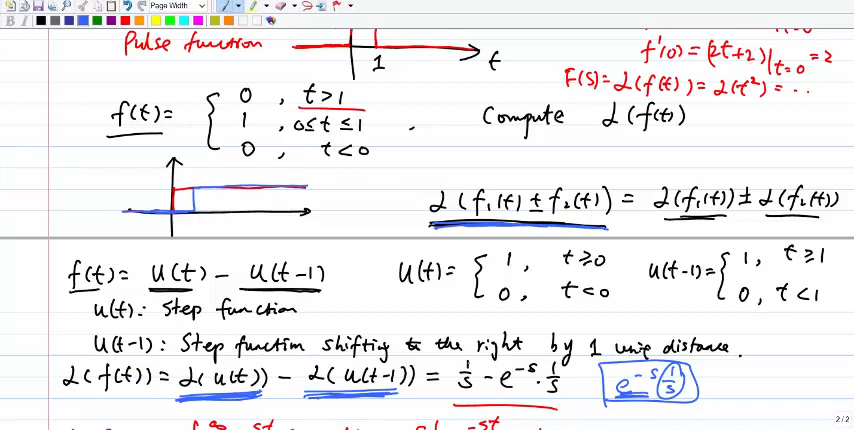 Page Width
B I
Pulse function
1
t
f'(0) = (2t+2)|t=0 = 2
F(s) = ℒ(f(t)) = ℒ(t²) = ...
f(t) = { 0 , t>1
1 , 0≤t≤1 ,
0 , t<0
Compute ℒ(f(t))
ℒ(f₁(t) ± f₂(t)) = ℒ(f₁(t)) ± ℒ(f₂(t))
f(t) = u(t) - u(t-1)
u(t) = { 1 , t≥0
0 , t<0
u(t-1) = { 1 , t≥1
0 , t<1
u(t): Step function
u(t-1): Step function shifting to the right by 1 unit distance.
ℒ(f(t)) = ℒ(u(t)) - ℒ(u(t-1)) = 1/s - e^-s · 1/s
e^-s (1/s)
2/2